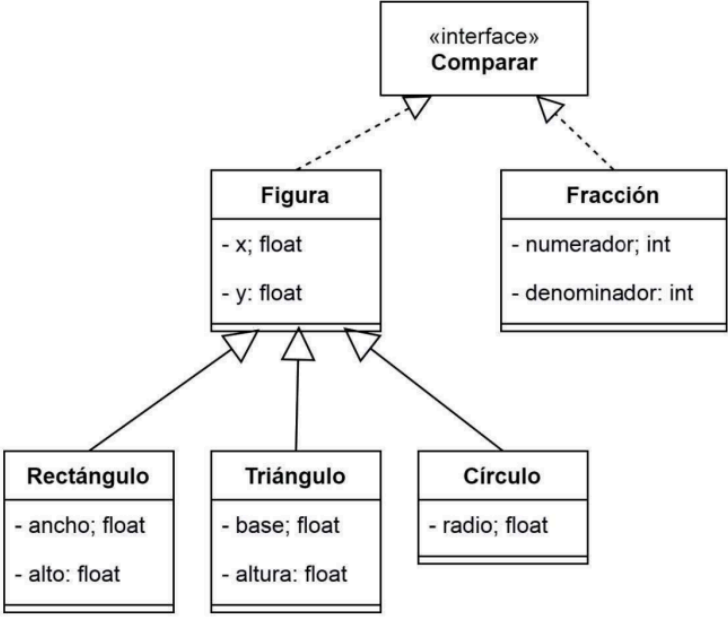 «interface»
Comparar
Figura
- x; float
- y: float
Fracción
- numerador; int
- denominador: int
Rectángulo
- ancho; float
- alto: float
Triángulo
- base; float
- altura: float
Círculo
- radio; float